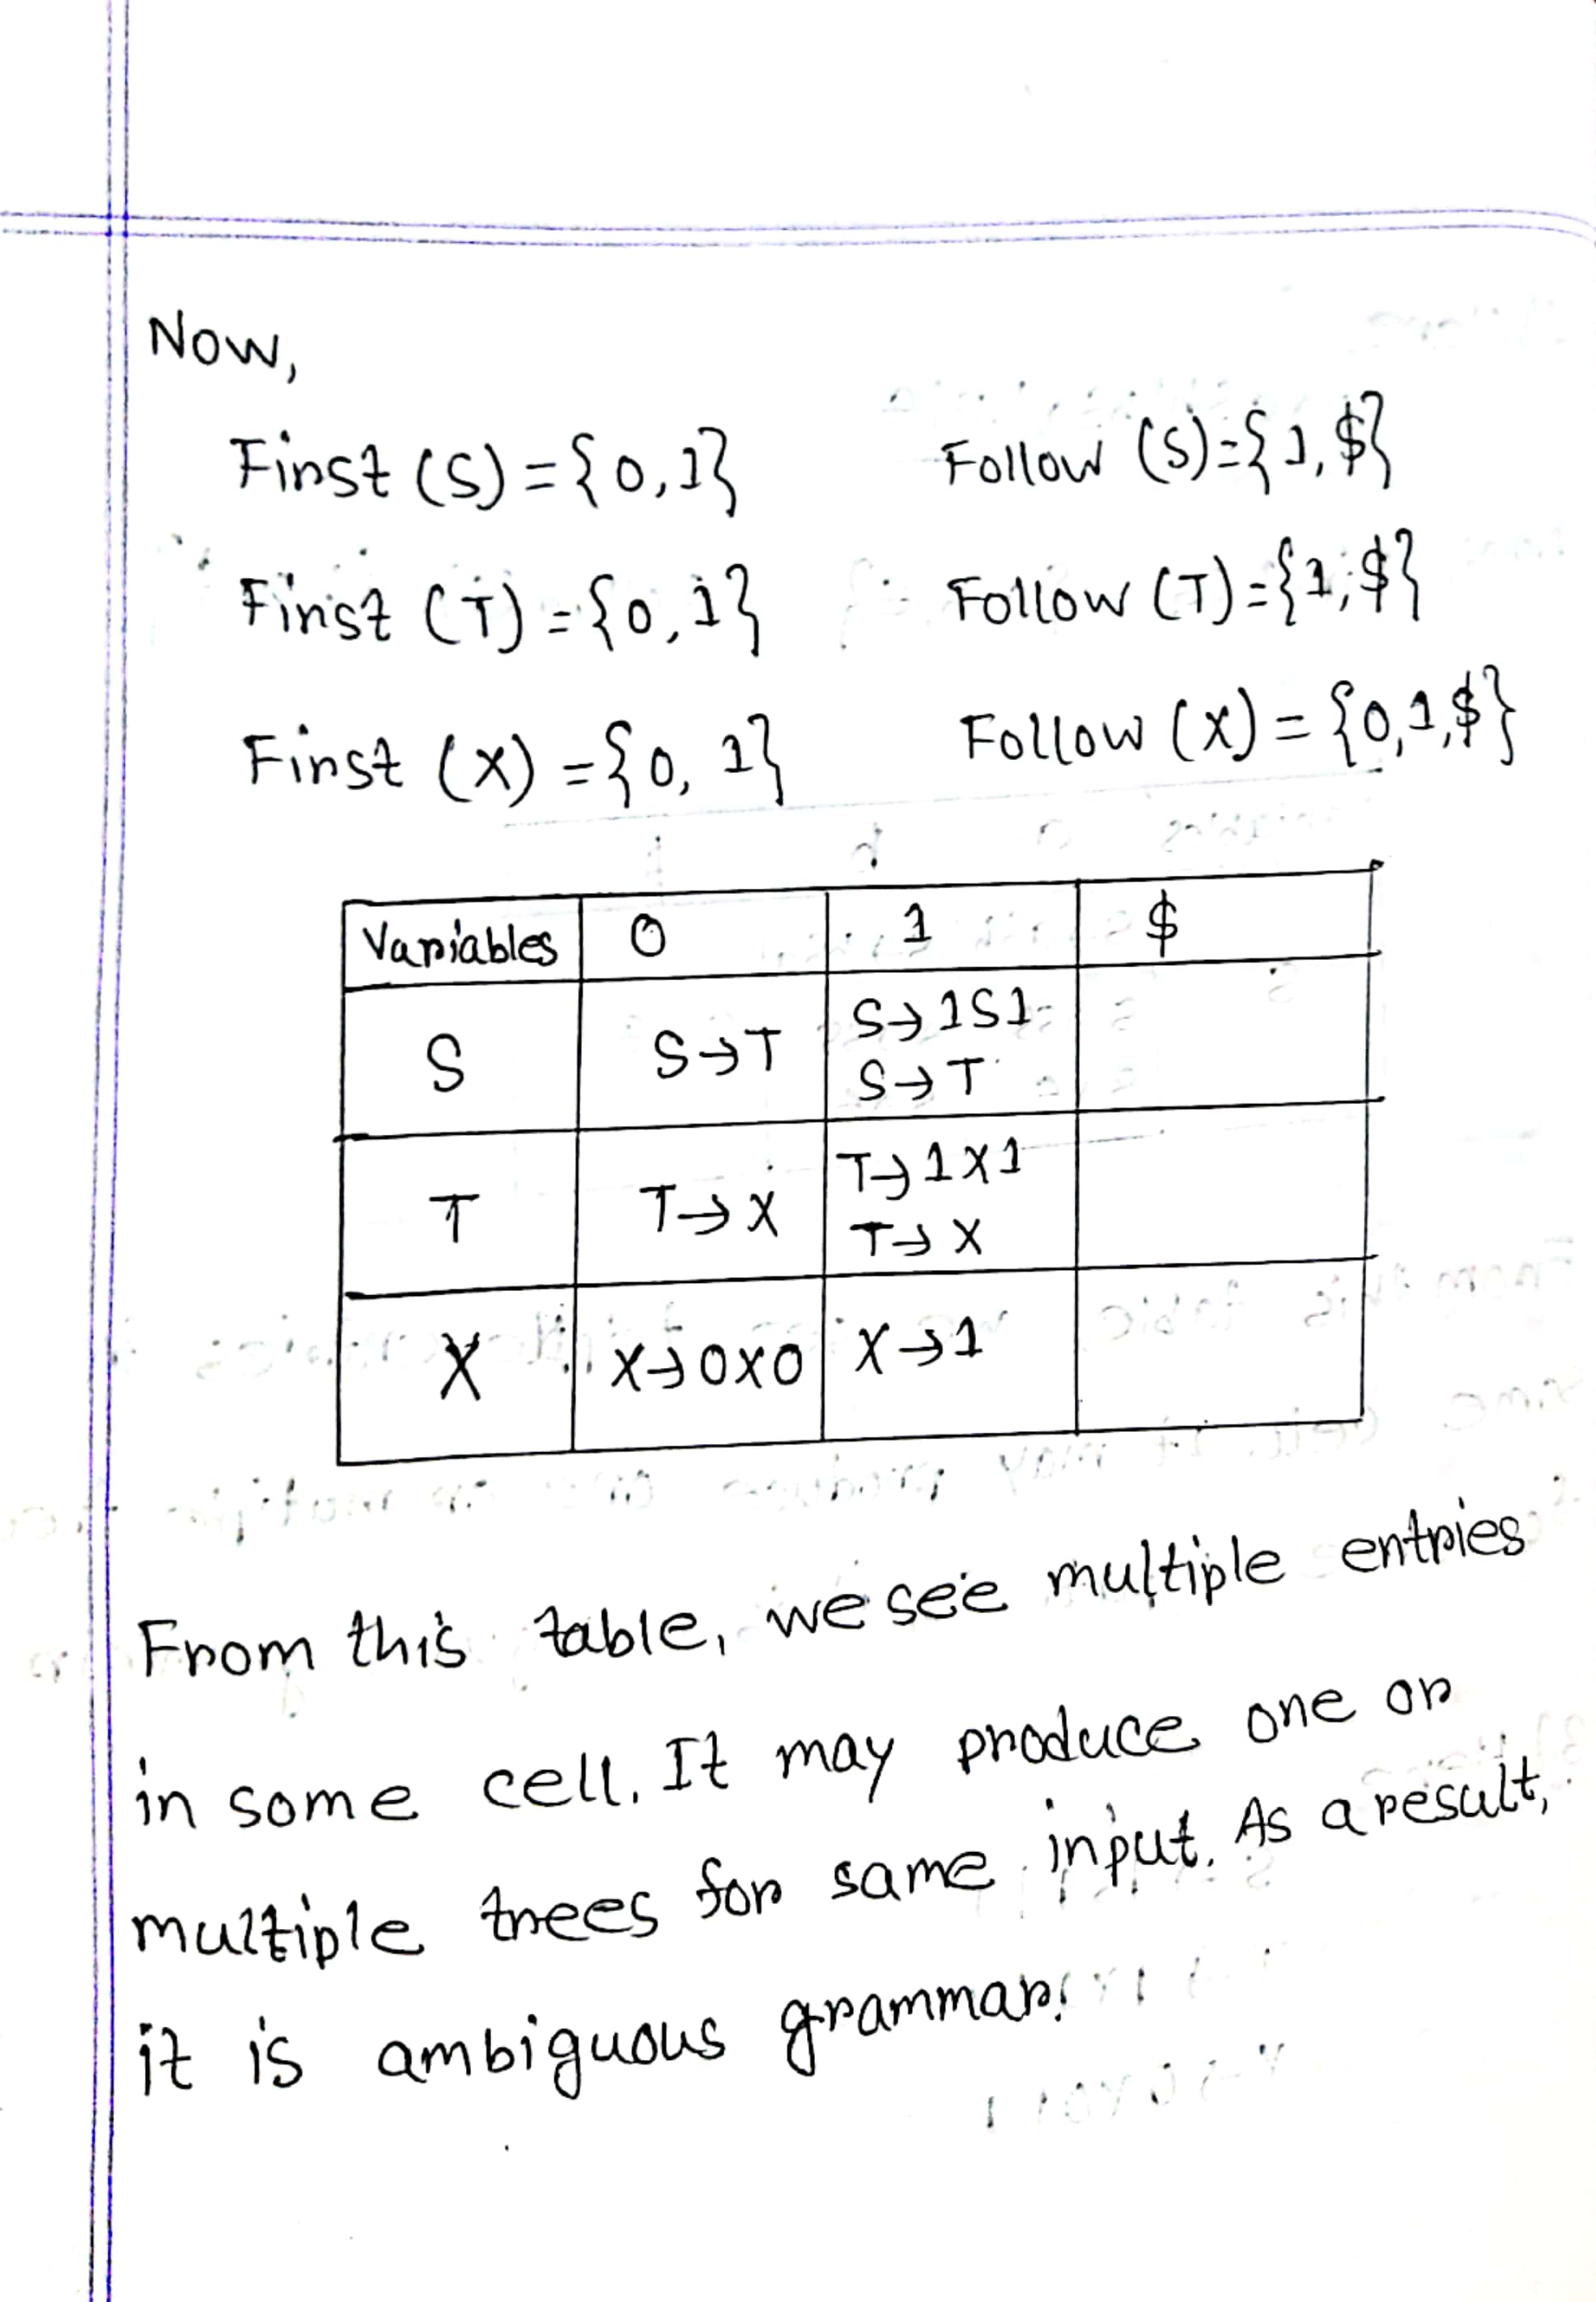 Now,
First (S) = {0,1} Follow (S) = {1,$}
First (T) = {0,1} Follow (T) = {1,$}
First (X) = {0, 1} Follow (X) = {0,1,$}
Variables 0 1 $
S S→T S→1S1 S→T
T T→X T→1X1 T→X
X X→0X0 X→1
From this table, we see multiple entries
in some cell. It may produce one or
multiple trees for same input. As a result,
it is ambiguous grammar.